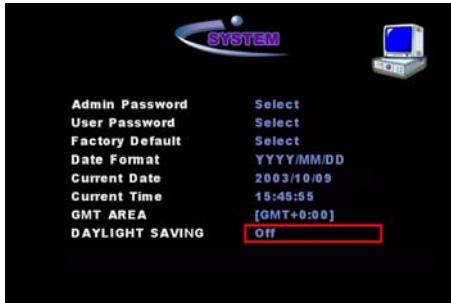 SYSTEM
Admin Password Select
User Password Select
Factory Default Select
Date Format YYYY/MM/DD
Current Date 2003/10/09
Current Time 15:45:55
GMT AREA [GMT+0:00]
DAYLIGHT SAVING Off